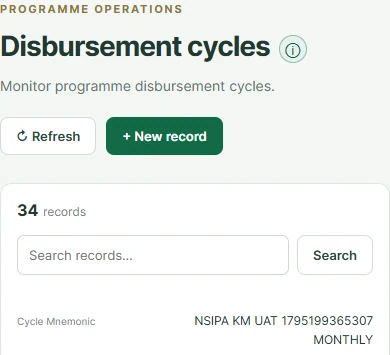 PROGRAMME OPERATIONS
Disbursement cycles ⓘ
Monitor programme disbursement cycles.
↻ Refresh
+ New record
34 records
Search records...
Search
Cycle Mnemonic
NSIPA KM UAT 1795199365307
MONTHLY